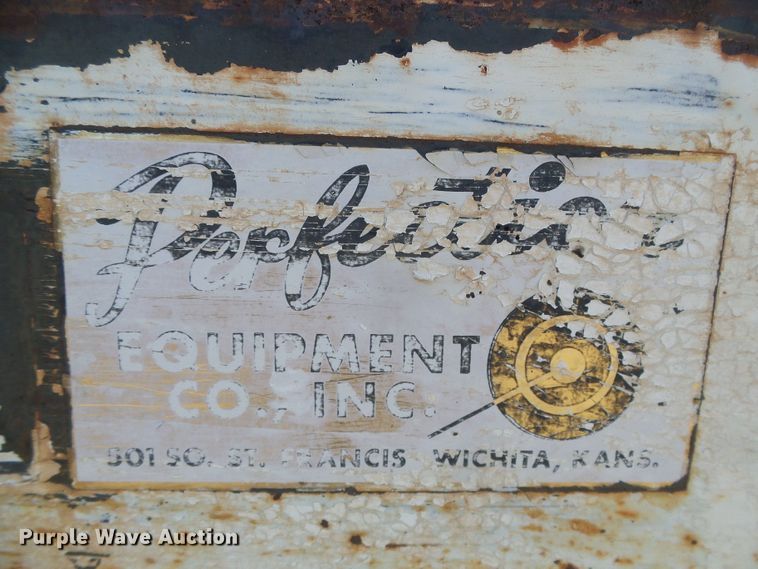 Perfection
EQUIPMENT
CO., INC.
501 SO. ST. FRANCIS WICHITA, KANS.
Purple Wave Auction